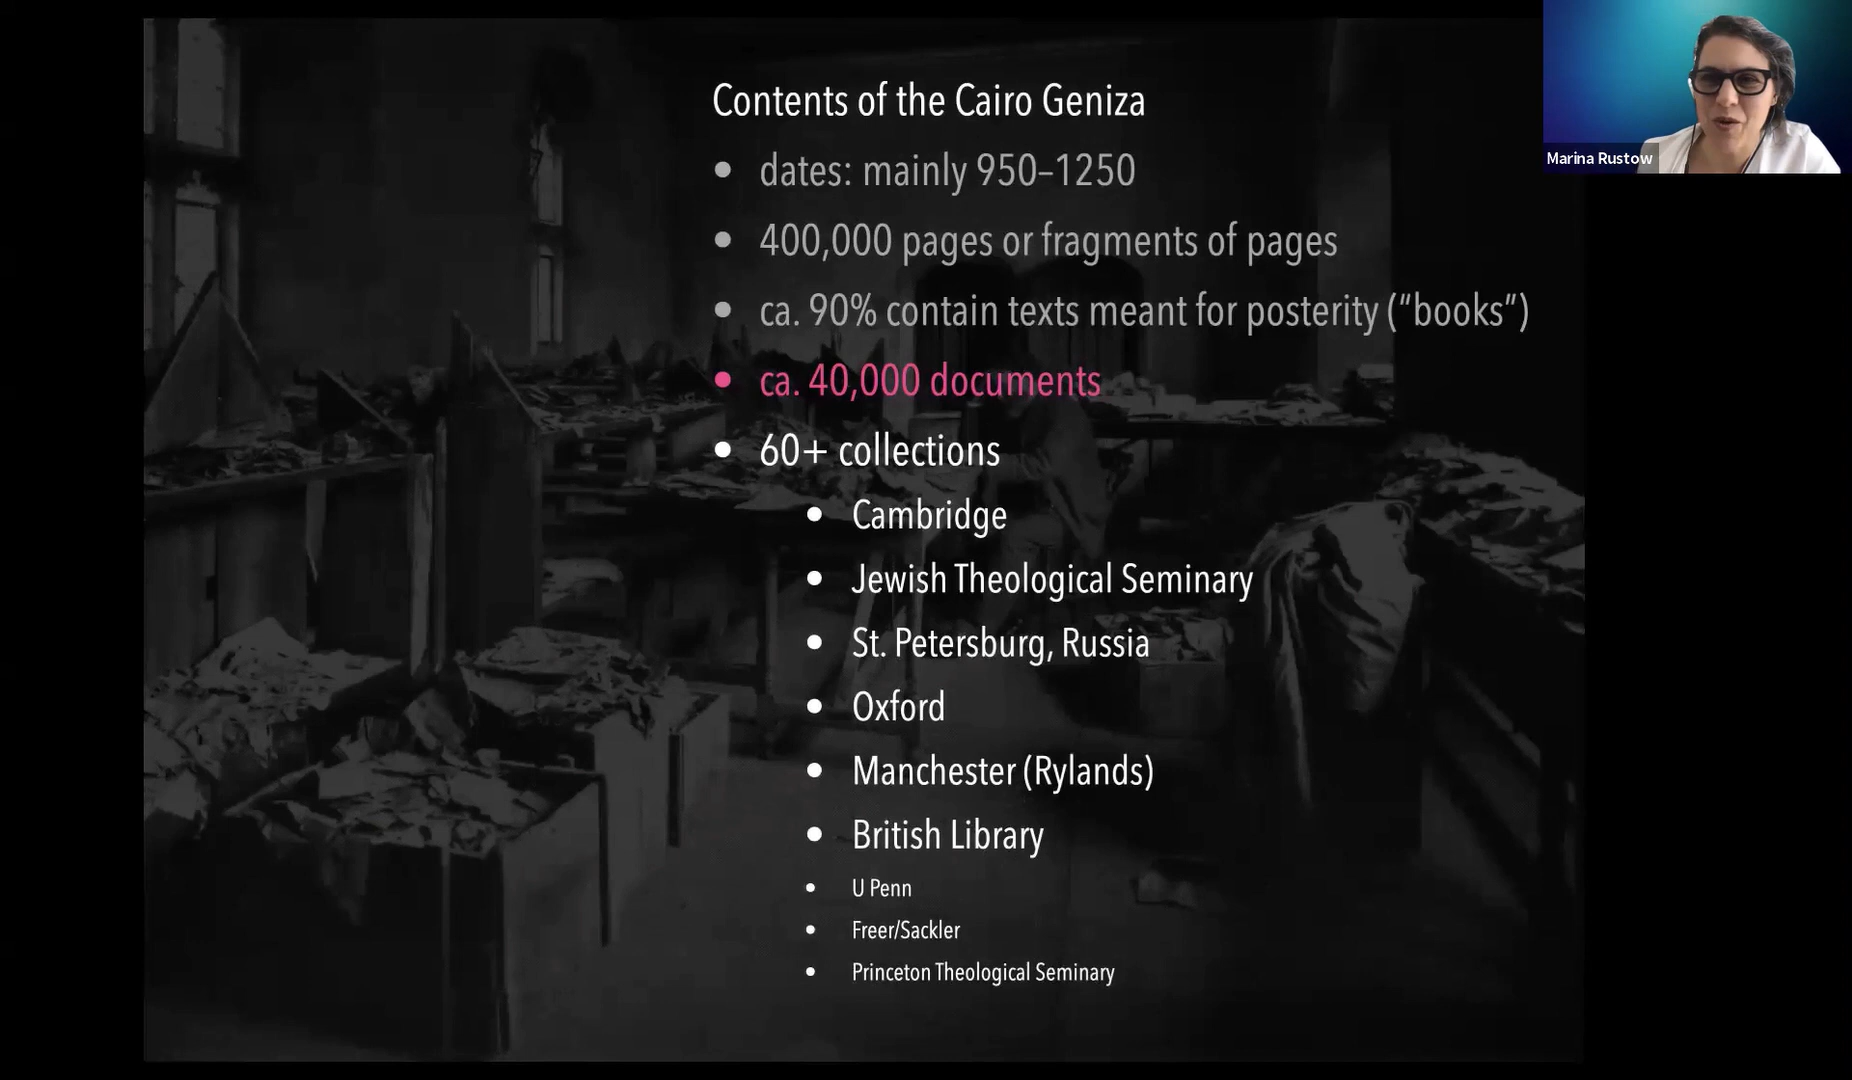 Contents of the Cairo Geniza
• dates: mainly 950–1250
• 400,000 pages or fragments of pages
• ca. 90% contain texts meant for posterity (“books”)
• ca. 40,000 documents
• 60+ collections
• Cambridge
• Jewish Theological Seminary
• St. Petersburg, Russia
• Oxford
• Manchester (Rylands)
• British Library
• U Penn
• Freer/Sackler
• Princeton Theological Seminary
Marina Rustow